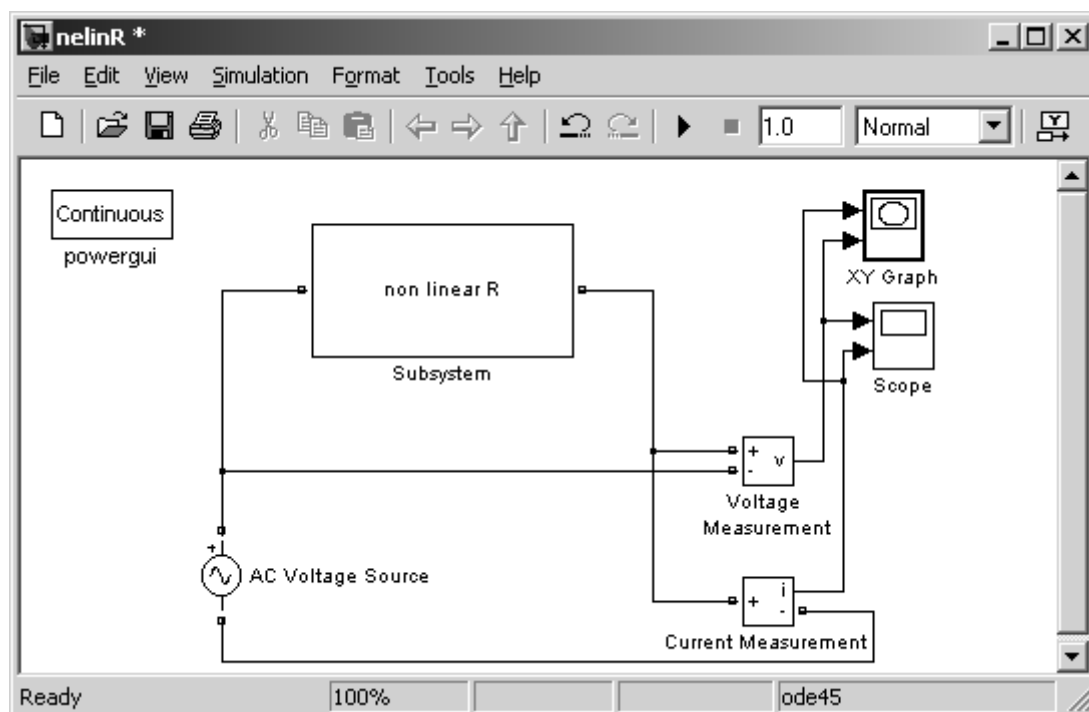 nelinR *
File Edit View Simulation Format Tools Help
1.0 Normal
Continuous
powergui
non linear R
Subsystem
XY Graph
Scope
+ v
-
Voltage
Measurement
+
AC Voltage Source
+ i
-
Current Measurement
Ready 100% ode45